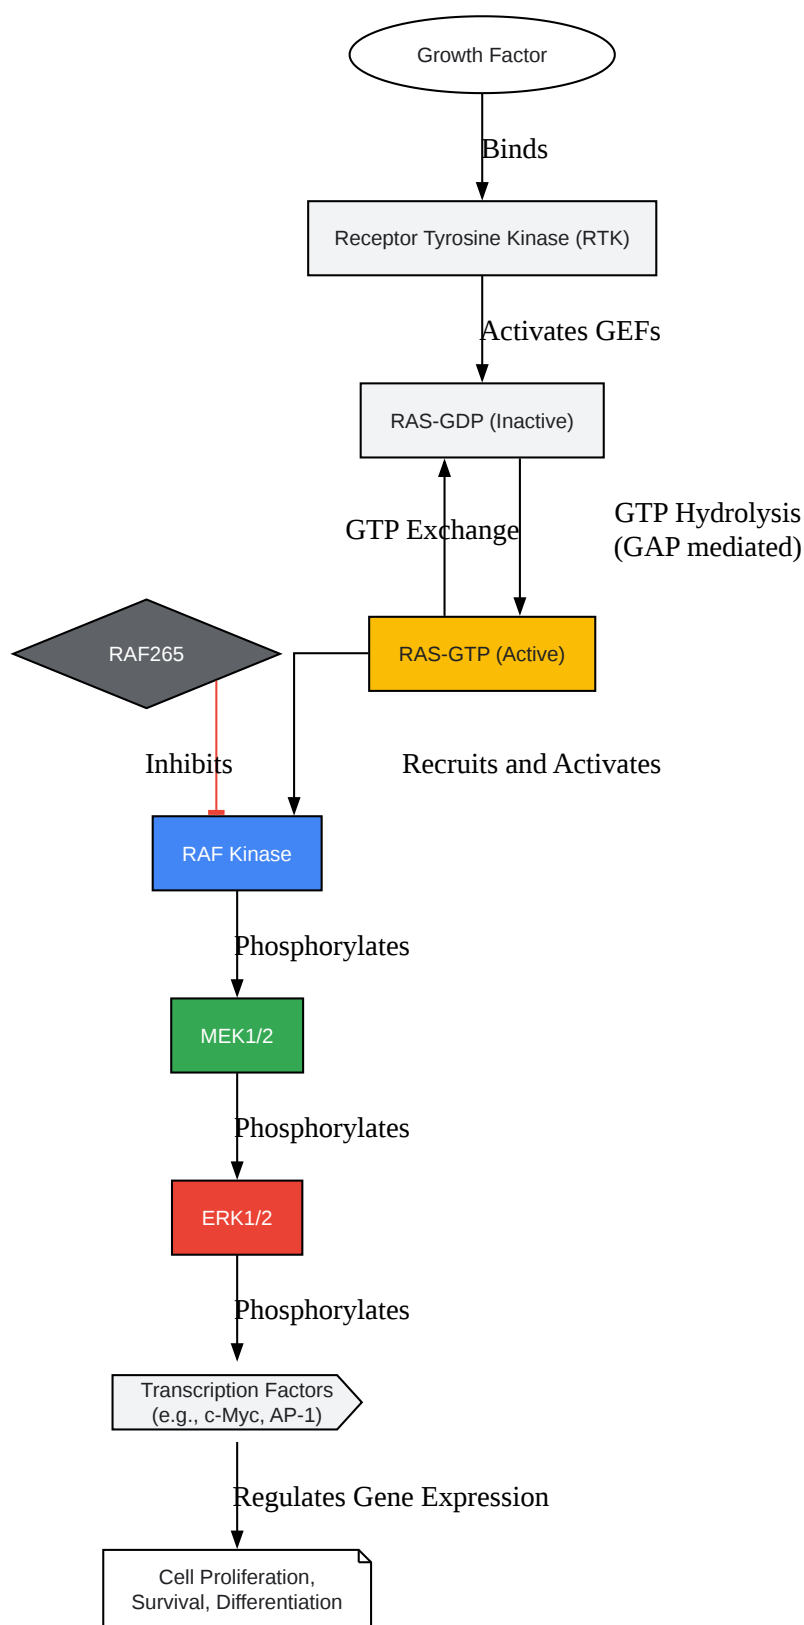 Growth Factor
Binds
Receptor Tyrosine Kinase (RTK)
Activates GEFs
RAS-GDP (Inactive)
GTP Exchange
GTP Hydrolysis
(GAP mediated)
RAF265
RAS-GTP (Active)
Inhibits
Recruits and Activates
RAF Kinase
Phosphorylates
MEK1/2
Phosphorylates
ERK1/2
Phosphorylates
Transcription Factors
(e.g., c-Myc, AP-1)
Regulates Gene Expression
Cell Proliferation,
Survival, Differentiation